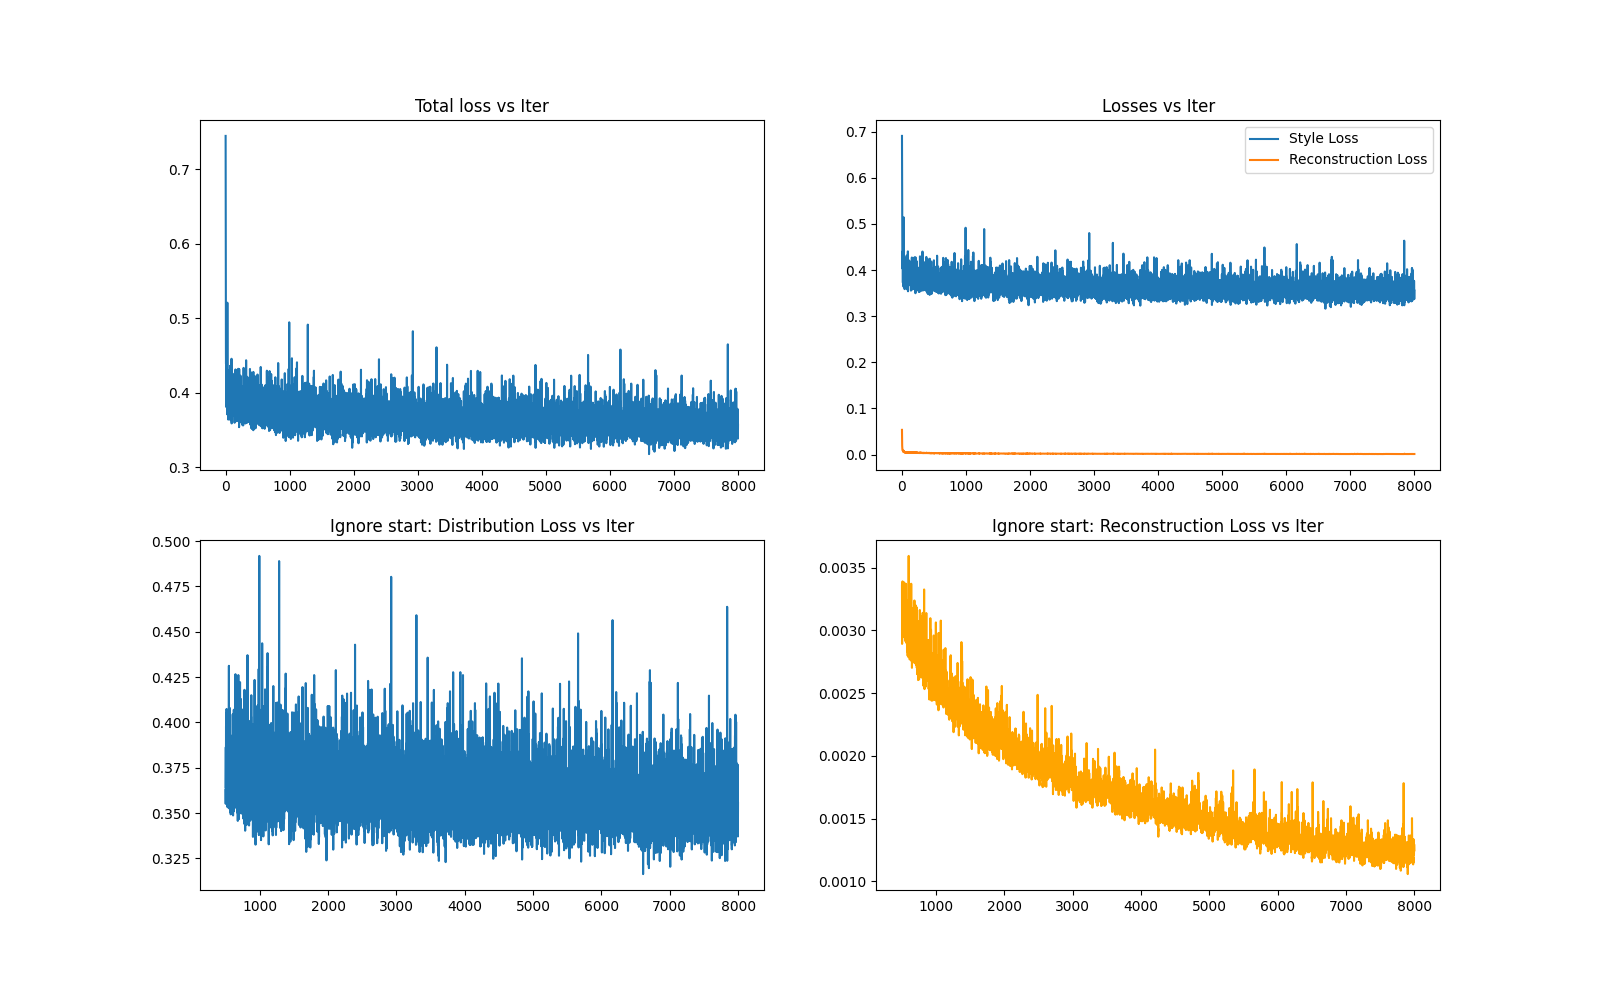 Total loss vs Iter
0.7
0.6
0.5
0.4
0.3
0 1000 2000 3000 4000 5000 6000 7000 8000
Losses vs Iter
Style Loss
Reconstruction Loss
0.7
0.6
0.5
0.4
0.3
0.2
0.1
0.0
0 1000 2000 3000 4000 5000 6000 7000 8000
Ignore start: Distribution Loss vs Iter
0.500
0.475
0.450
0.425
0.400
0.375
0.350
0.325
1000 2000 3000 4000 5000 6000 7000 8000
Ignore start: Reconstruction Loss vs Iter
0.0035
0.0030
0.0025
0.0020
0.0015
0.0010
1000 2000 3000 4000 5000 6000 7000 8000